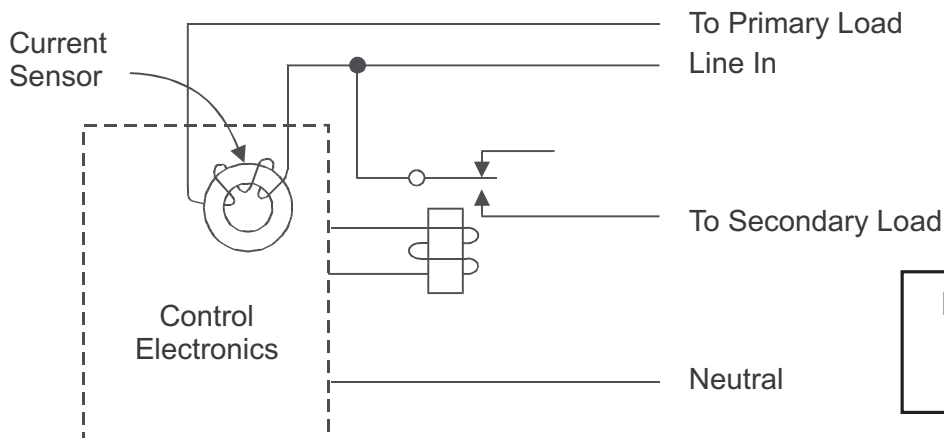 Current
Sensor
To Primary Load
Line In
To Secondary Load
Control
Electronics
Neutral